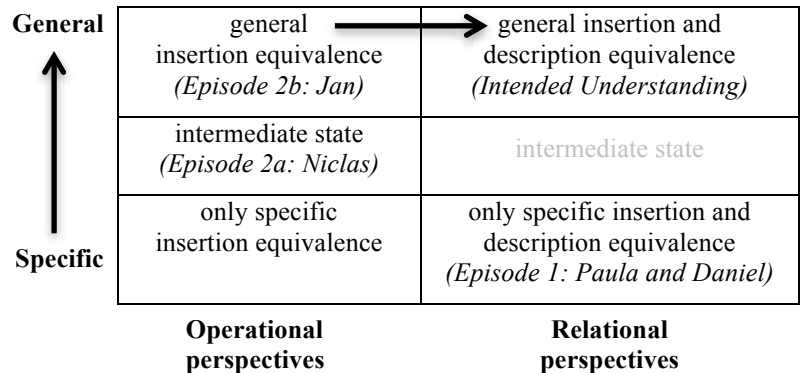 General
general
insertion equivalence
(Episode 2b: Jan)
general insertion and
description equivalence
(Intended Understanding)
intermediate state
(Episode 2a: Niclas)
intermediate state
Specific
only specific
insertion equivalence
only specific insertion and
description equivalence
(Episode 1: Paula and Daniel)
Operational
perspectives
Relational
perspectives